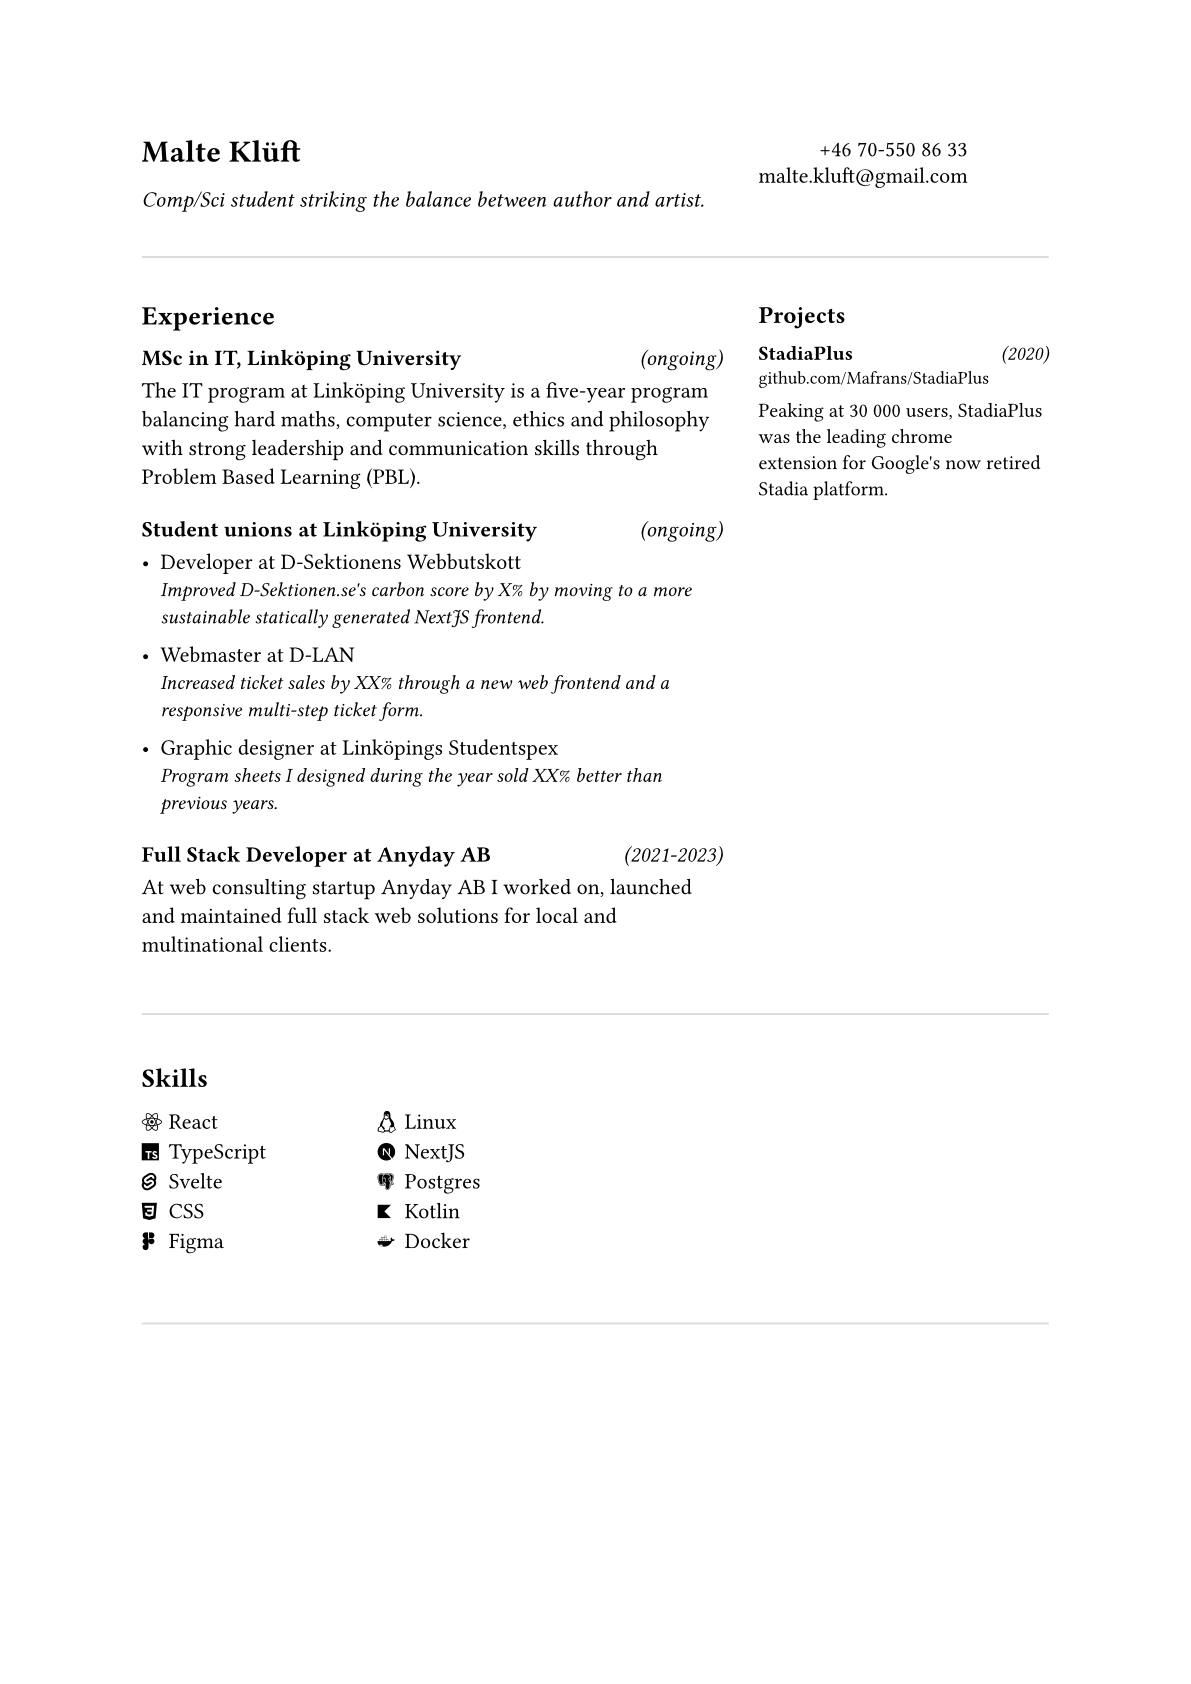 Malte Klüft
+46 70-550 86 33
malte.kluft@gmail.com
Comp/Sci student striking the balance between author and artist.
Experience
MSc in IT, Linköping University (ongoing)
The IT program at Linköping University is a five-year program
balancing hard maths, computer science, ethics and philosophy
with strong leadership and communication skills through
Problem Based Learning (PBL).
Student unions at Linköping University (ongoing)
• Developer at D-Sektionens Webbutskott
Improved D-Sektionen.se's carbon score by X% by moving to a more
sustainable statically generated NextJS frontend.
• Webmaster at D-LAN
Increased ticket sales by XX% through a new web frontend and a
responsive multi-step ticket form.
• Graphic designer at Linköpings Studentspex
Program sheets I designed during the year sold XX% better than
previous years.
Full Stack Developer at Anyday AB (2021-2023)
At web consulting startup Anyday AB I worked on, launched
and maintained full stack web solutions for local and
multinational clients.
Projects
StadiaPlus (2020)
github.com/Mafrans/StadiaPlus
Peaking at 30 000 users, StadiaPlus
was the leading chrome
extension for Google's now retired
Stadia platform.
Skills
React
TS TypeScript
Svelte
CSS
Figma
Linux
N NextJS
Postgres
Kotlin
Docker